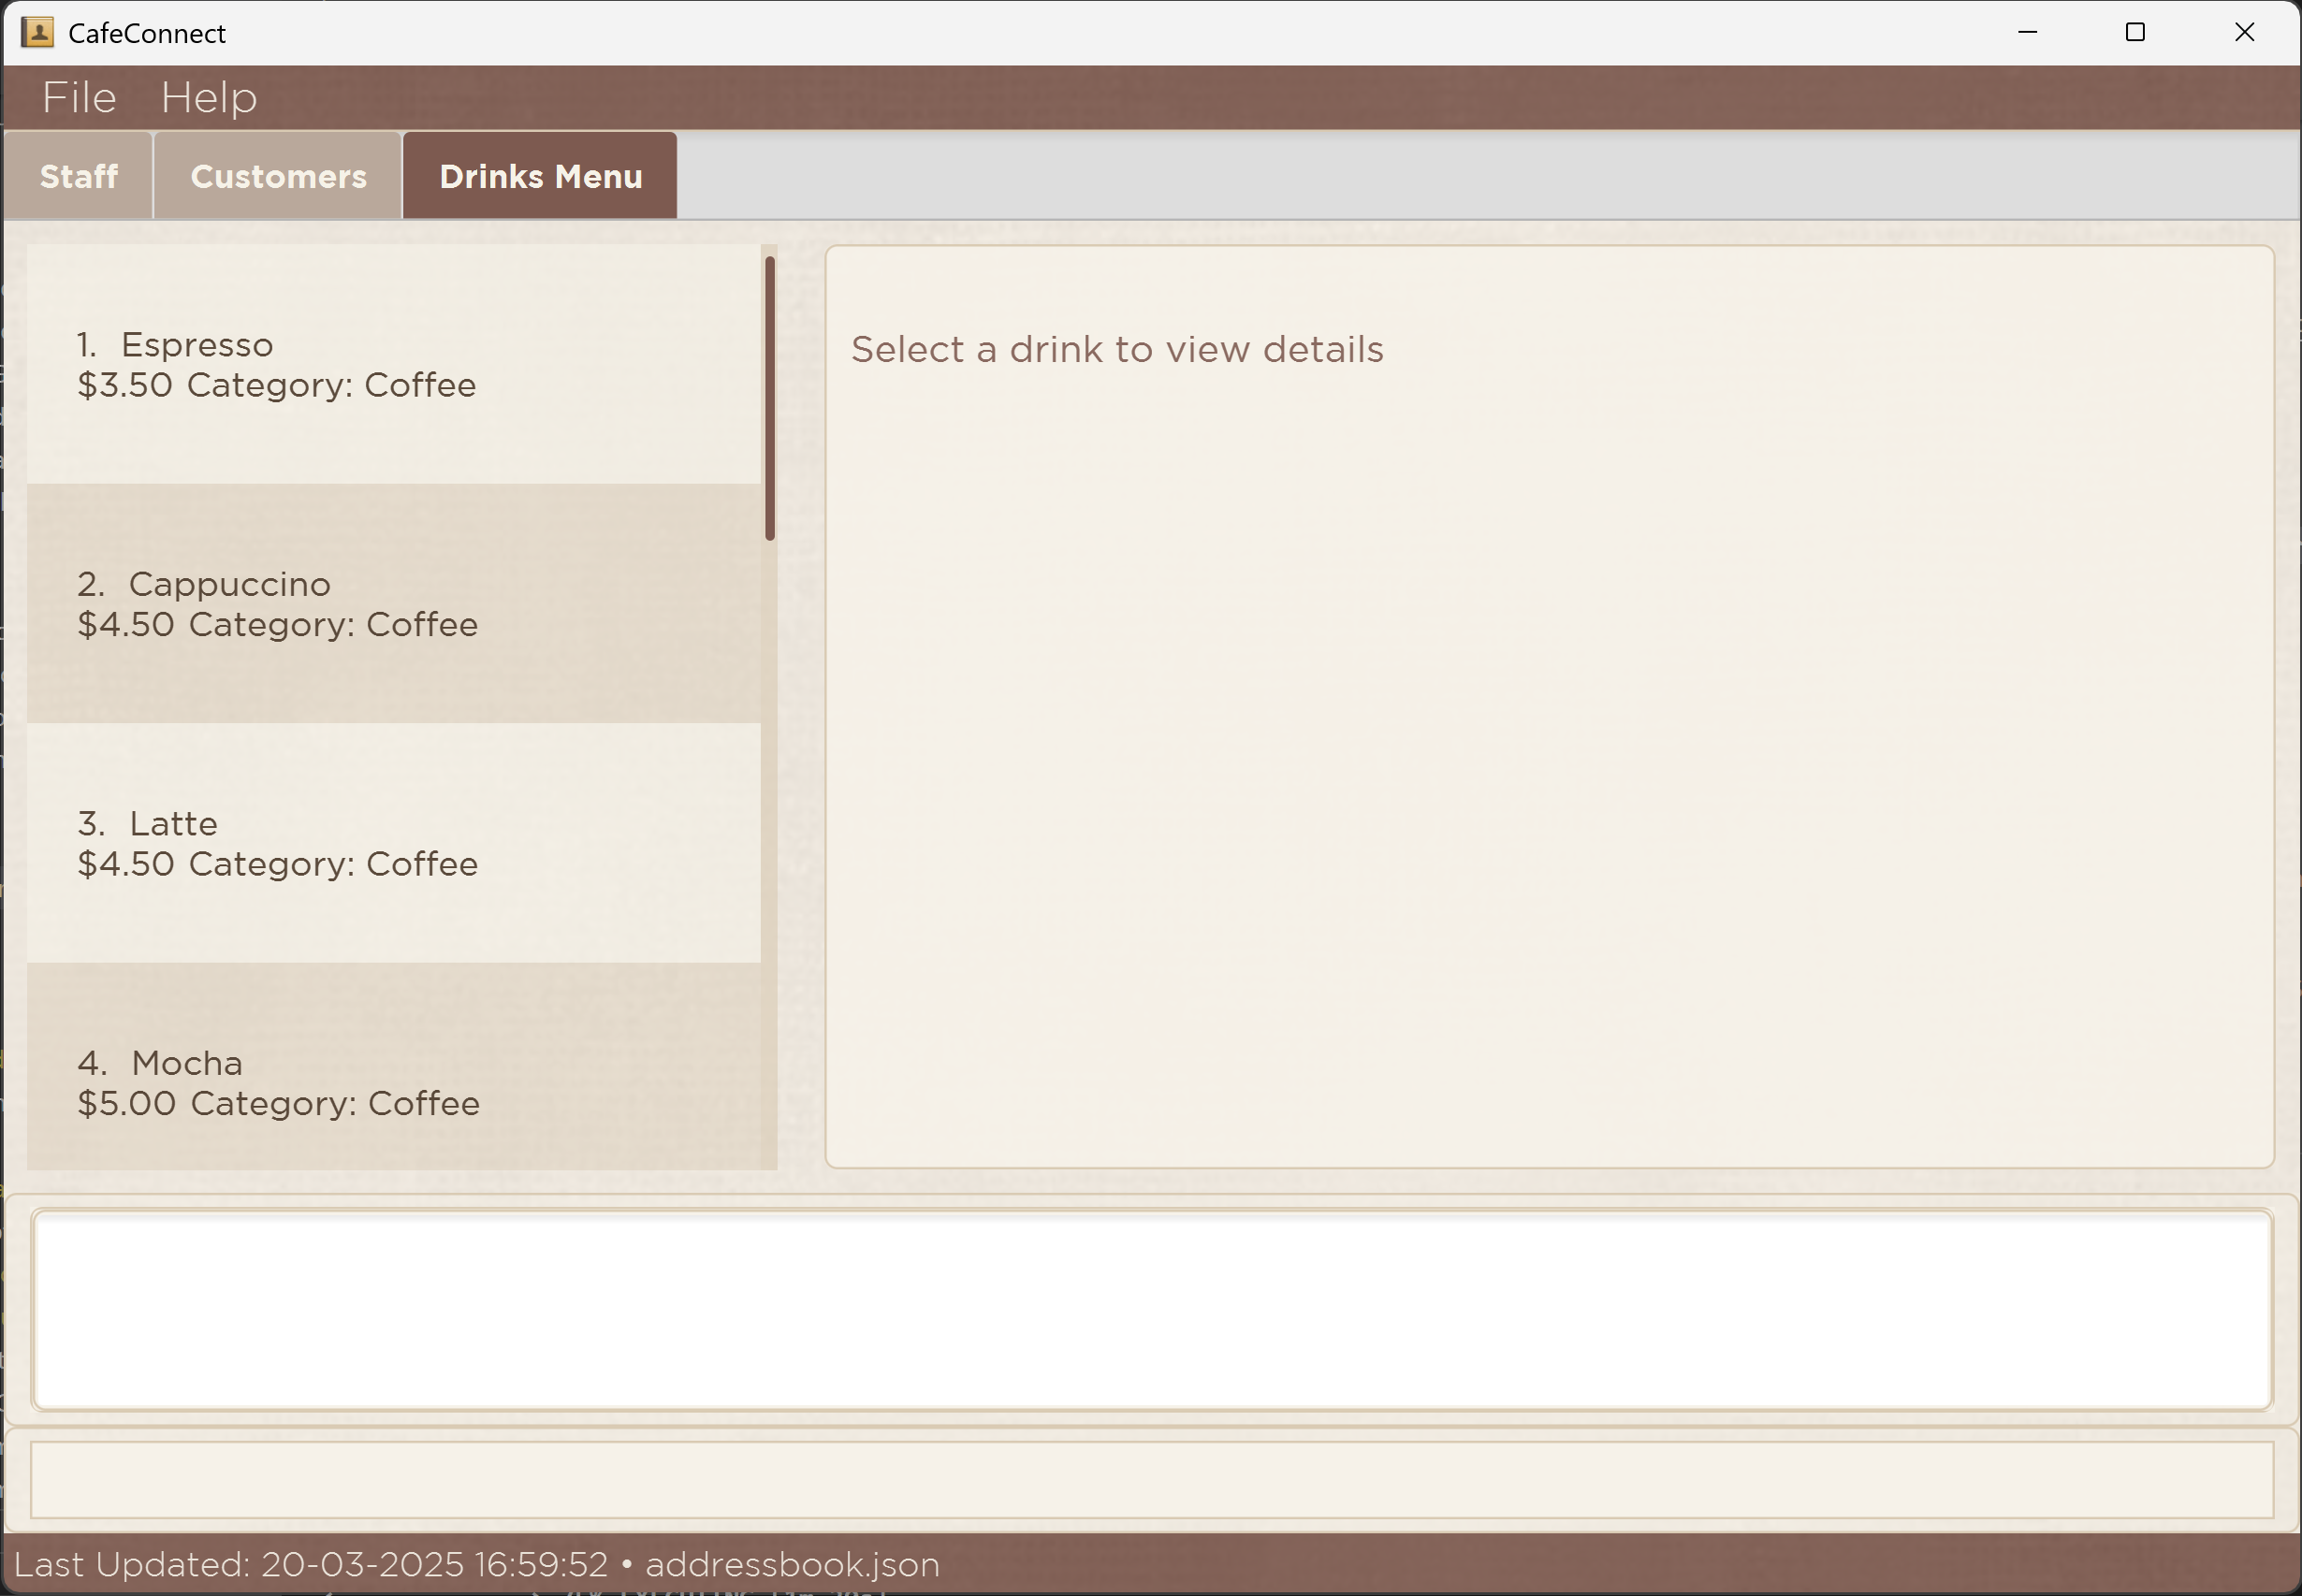 CafeConnect
File Help
Staff Customers Drinks Menu
1. Espresso
$3.50 Category: Coffee
2. Cappuccino
$4.50 Category: Coffee
3. Latte
$4.50 Category: Coffee
4. Mocha
$5.00 Category: Coffee
Select a drink to view details
Last Updated: 20-03-2025 16:59:52 • addressbook.json